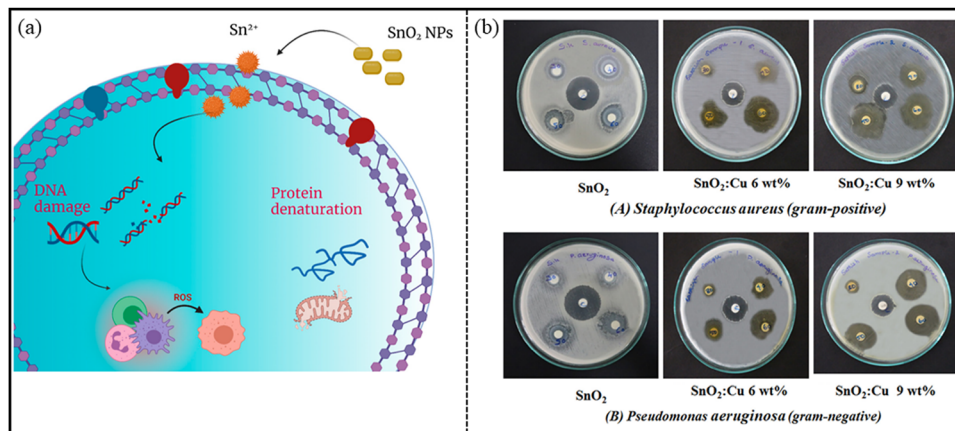 (a)
Sn²⁺
SnO₂ NPs
DNA
damage
Protein
denaturation
ROS
(b)
SnO₂
SnO₂:Cu 6 wt%
SnO₂:Cu 9 wt%
(A) Staphylococcus aureus (gram-positive)
SnO₂
SnO₂:Cu 6 wt%
SnO₂:Cu 9 wt%
(B) Pseudomonas aeruginosa (gram-negative)